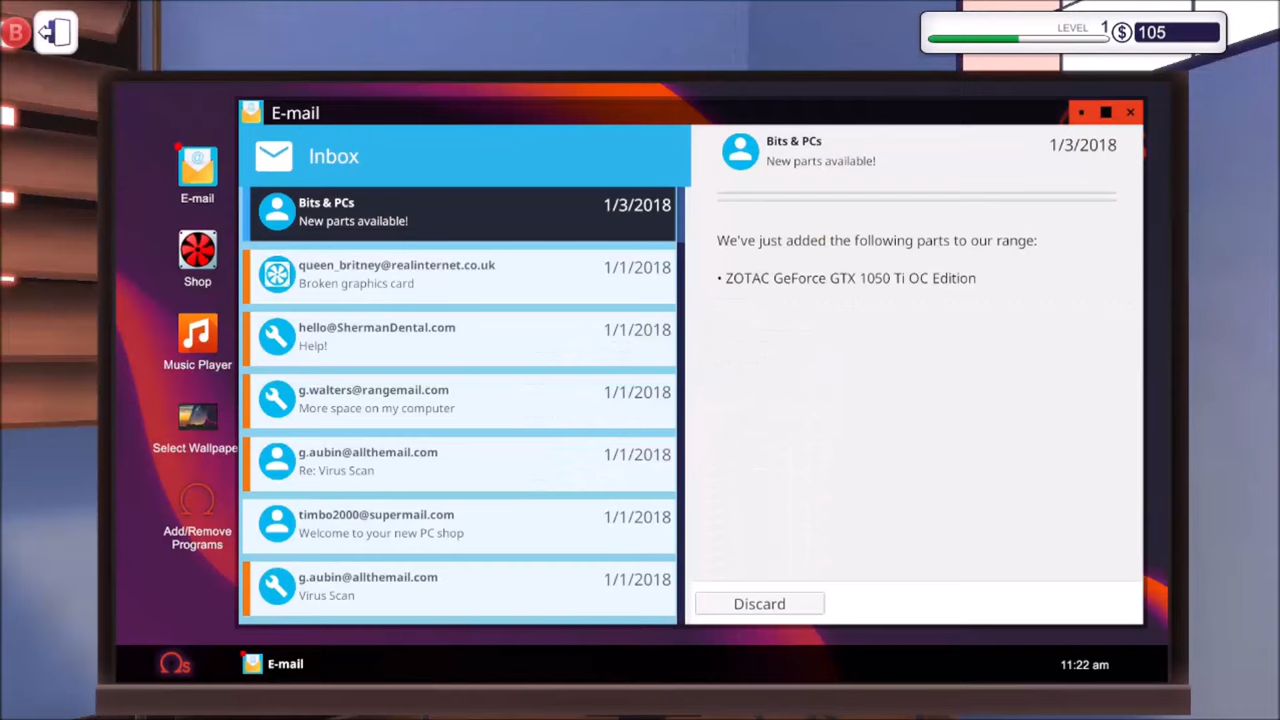 B
LEVEL 1
$ 105
E-mail
Inbox
Bits & PCs
New parts available!
1/3/2018
queen_britney@realinternet.co.uk
Broken graphics card
1/1/2018
hello@ShermanDental.com
Help!
1/1/2018
g.walters@rangemail.com
More space on my computer
1/1/2018
g.aubin@allthemail.com
Re: Virus Scan
1/1/2018
timbo2000@supermail.com
Welcome to your new PC shop
1/1/2018
g.aubin@allthemail.com
Virus Scan
1/1/2018
Bits & PCs
New parts available!
1/3/2018
We've just added the following parts to our range:
• ZOTAC GeForce GTX 1050 Ti OC Edition
Discard
E-mail
Shop
Music Player
Select Wallpape
Add/Remove
Programs
Ωs
E-mail
11:22 am